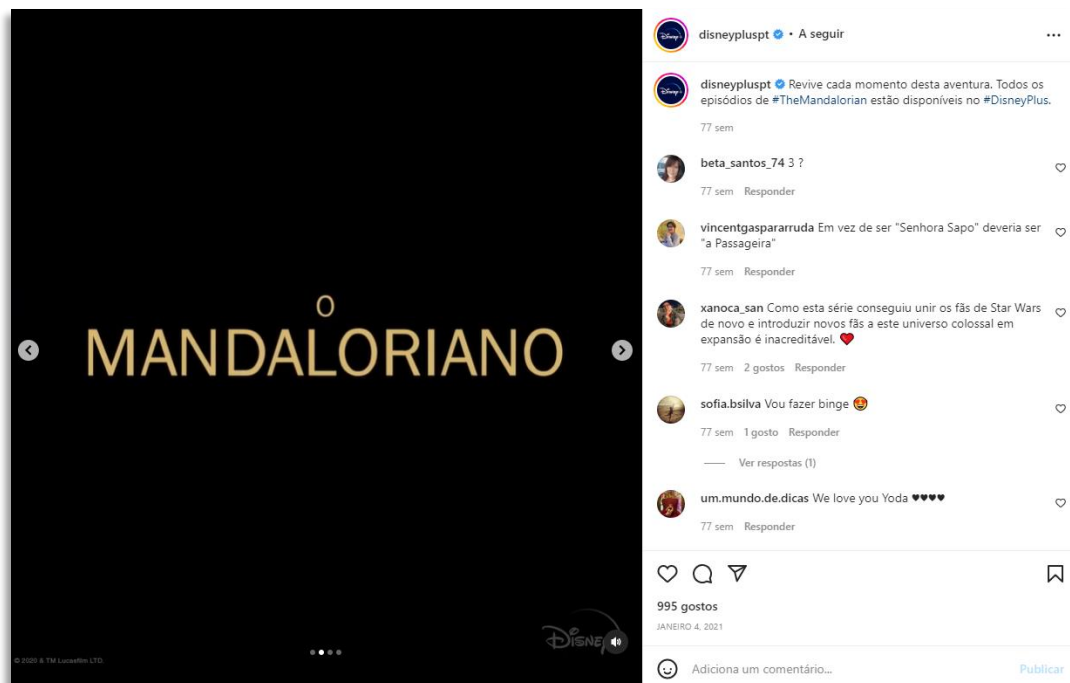 O
MANDALORIANO
Disney
© 2020 & TM Lucasfilm LTD.
disneypluspt • A seguir
disneypluspt Revive cada momento desta aventura. Todos os
episódios de #TheMandalorian estão disponíveis no #DisneyPlus.
77 sem
beta_santos_74 3 ?
77 sem Responder
vincentgaspararruda Em vez de ser "Senhora Sapo" deveria ser
"a Passageira"
77 sem Responder
xanoca_san Como esta série conseguiu unir os fãs de Star Wars
de novo e introduzir novos fãs a este universo colossal em
expansão é inacreditável. ❤️
77 sem 2 gostos Responder
sofia.bsilva Vou fazer binge 🤩
77 sem 1 gosto Responder
Ver respostas (1)
um.mundo.de.dicas We love you Yoda ♥♥♥♥
77 sem Responder
995 gostos
JANEIRO 4, 2021
Adiciona um comentário... Publicar